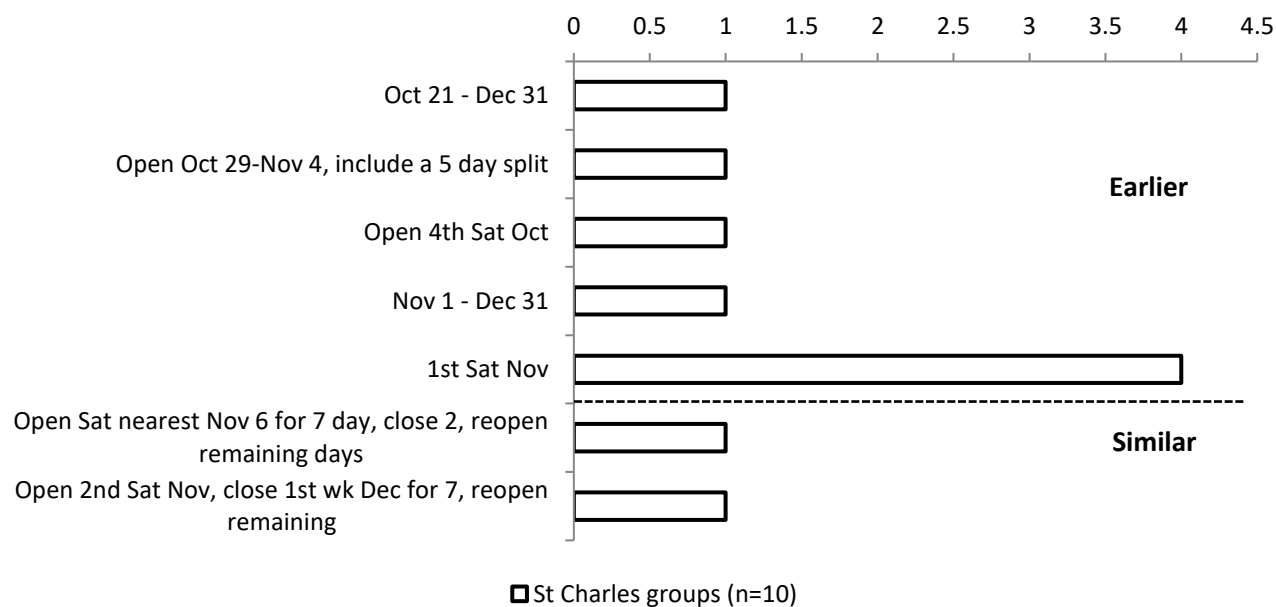 0 0.5 1 1.5 2 2.5 3 3.5 4 4.5
Oct 21 - Dec 31
Open Oct 29-Nov 4, include a 5 day split
Earlier
Open 4th Sat Oct
Nov 1 - Dec 31
1st Sat Nov
Open Sat nearest Nov 6 for 7 day, close 2, reopen
remaining days
Similar
Open 2nd Sat Nov, close 1st wk Dec for 7, reopen
remaining
St Charles groups (n=10)